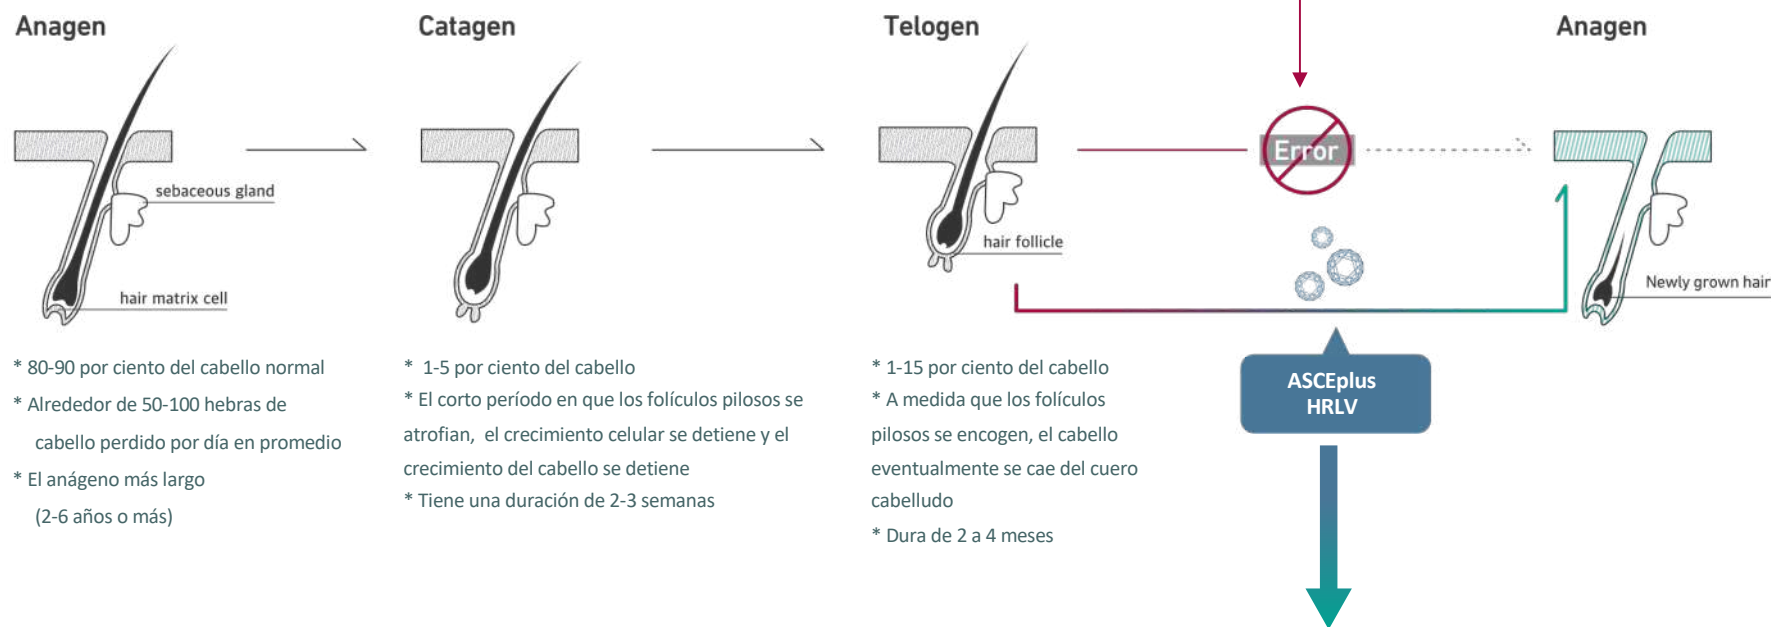 Anagen
Catagen
Telogen
Anagen
Error
sebaceous gland
hair matrix cell
hair follicle
Newly grown hair
* 80-90 por ciento del cabello normal
* Alrededor de 50-100 hebras de
cabello perdido por día en promedio
* El anágeno más largo
(2-6 años o más)
* 1-5 por ciento del cabello
* El corto período en que los folículos pilosos se
atrofian, el crecimiento celular se detiene y el
crecimiento del cabello se detiene
* Tiene una duración de 2-3 semanas
* 1-15 por ciento del cabello
* A medida que los folículos
pilosos se encogen, el cabello
eventualmente se cae del cuero
cabelludo
* Dura de 2 a 4 meses
ASCEplus
HRLV